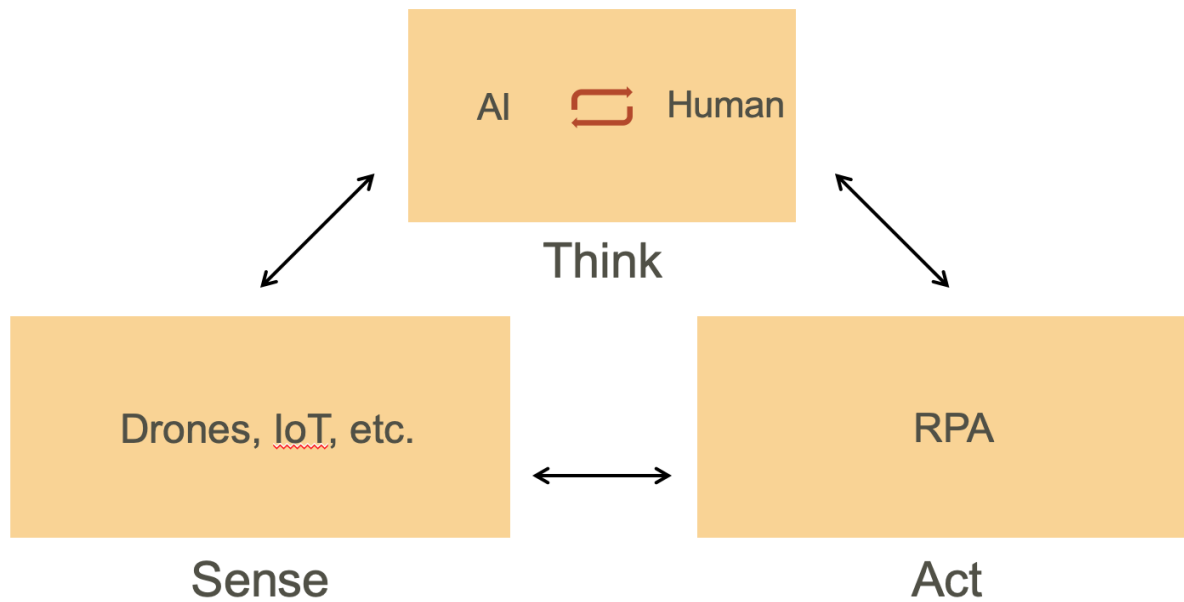 AI Human
Think
Drones, IoT, etc.
RPA
Sense
Act